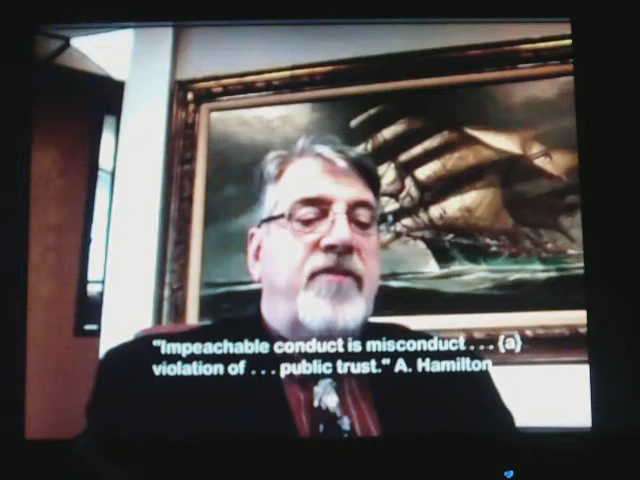 "Impeachable conduct is misconduct . . . {a}
violation of . . . public trust." A. Hamilton